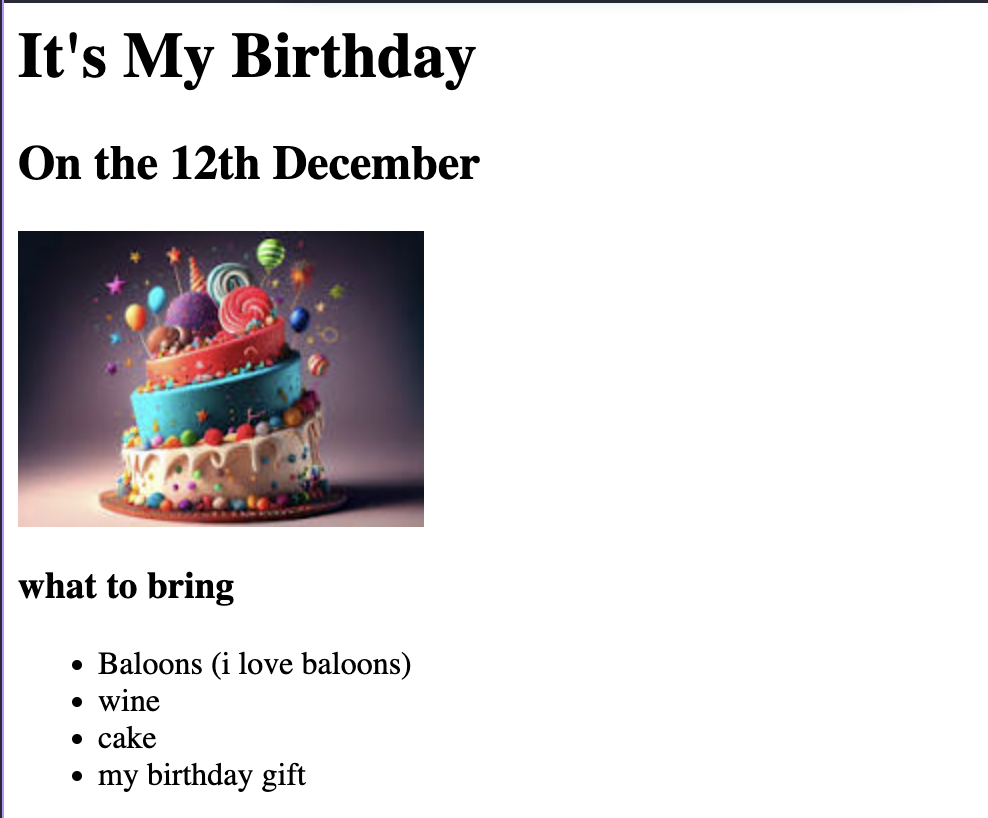 It's My Birthday
On the 12th December
what to bring
Baloons (i love baloons)
wine
cake
my birthday gift